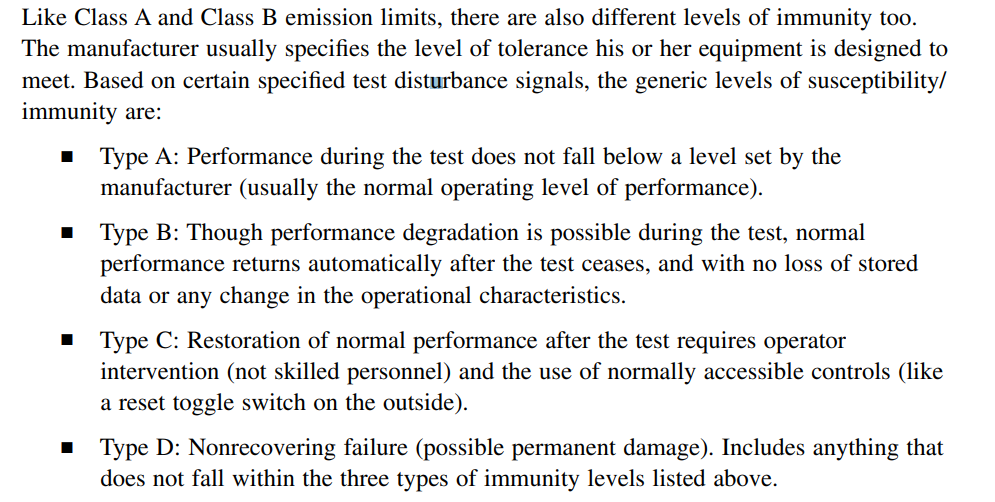 Like Class A and Class B emission limits, there are also different levels of immunity too.
The manufacturer usually specifies the level of tolerance his or her equipment is designed to
meet. Based on certain specified test disturbance signals, the generic levels of susceptibility/
immunity are:
■ Type A: Performance during the test does not fall below a level set by the
manufacturer (usually the normal operating level of performance).
■ Type B: Though performance degradation is possible during the test, normal
performance returns automatically after the test ceases, and with no loss of stored
data or any change in the operational characteristics.
■ Type C: Restoration of normal performance after the test requires operator
intervention (not skilled personnel) and the use of normally accessible controls (like
a reset toggle switch on the outside).
■ Type D: Nonrecovering failure (possible permanent damage). Includes anything that
does not fall within the three types of immunity levels listed above.